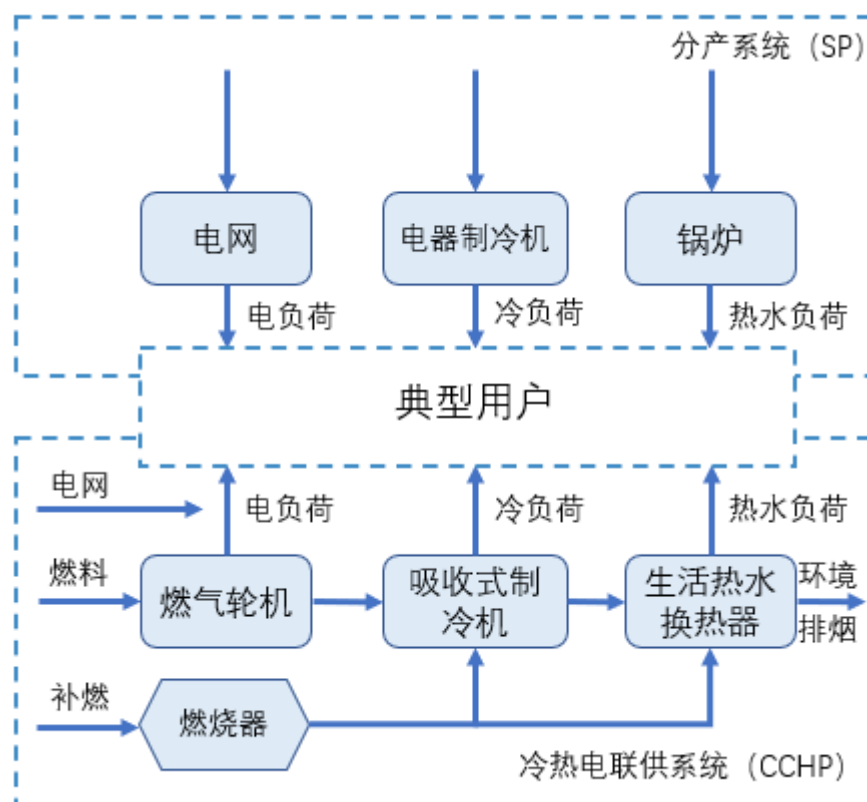 分产系统（SP）
电网
电器制冷机
锅炉
电负荷
冷负荷
热水负荷
典型用户
电网
电负荷
冷负荷
热水负荷
燃料
燃气轮机
吸收式制
冷机
生活热水
换热器
环境
排烟
补燃
燃烧器
冷热电联供系统（CCHP）